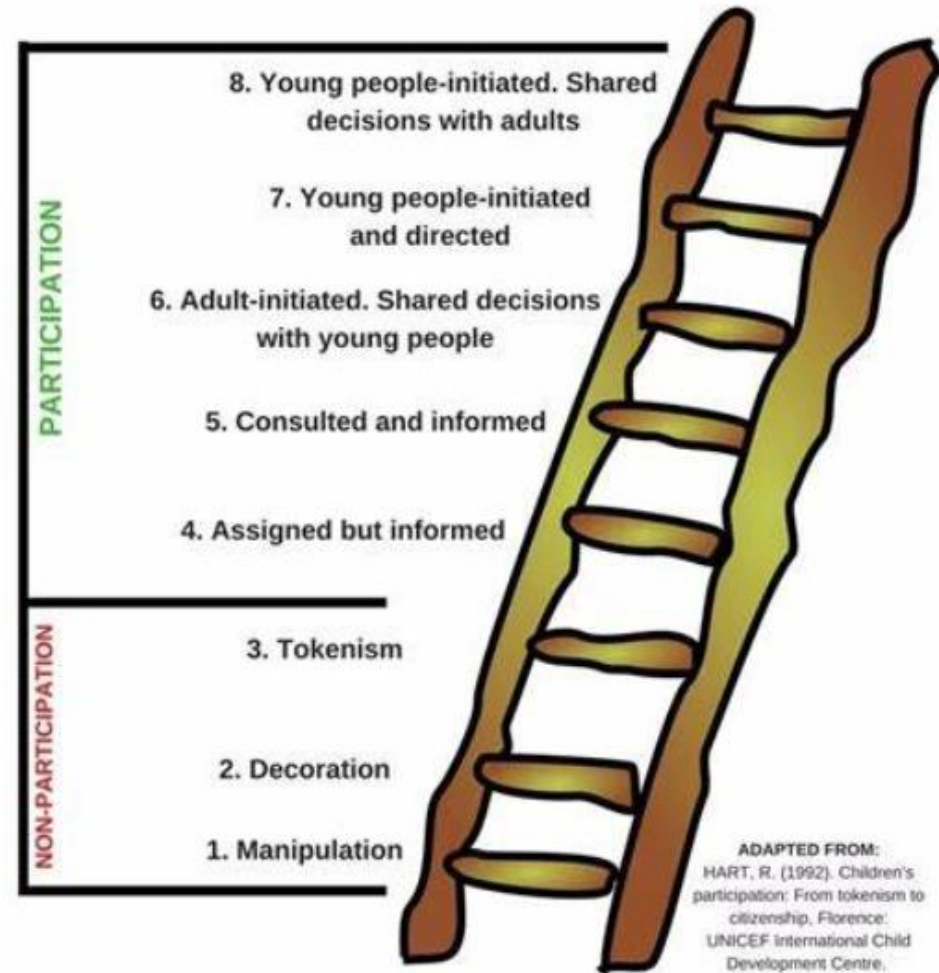 8. Young people-initiated. Shared
decisions with adults
7. Young people-initiated
and directed
6. Adult-initiated. Shared decisions
with young people
5. Consulted and informed
4. Assigned but informed
3. Tokenism
2. Decoration
1. Manipulation
PARTICIPATION
NON-PARTICIPATION
ADAPTED FROM:
HART, R. (1992). Children's
participation: From tokenism to
citizenship, Florence:
UNICEF International Child
Development Centre.